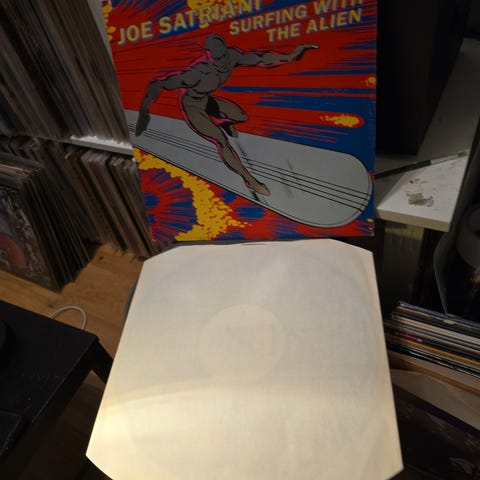 JOE SATRIANI
SURFING WITH
THE ALIEN